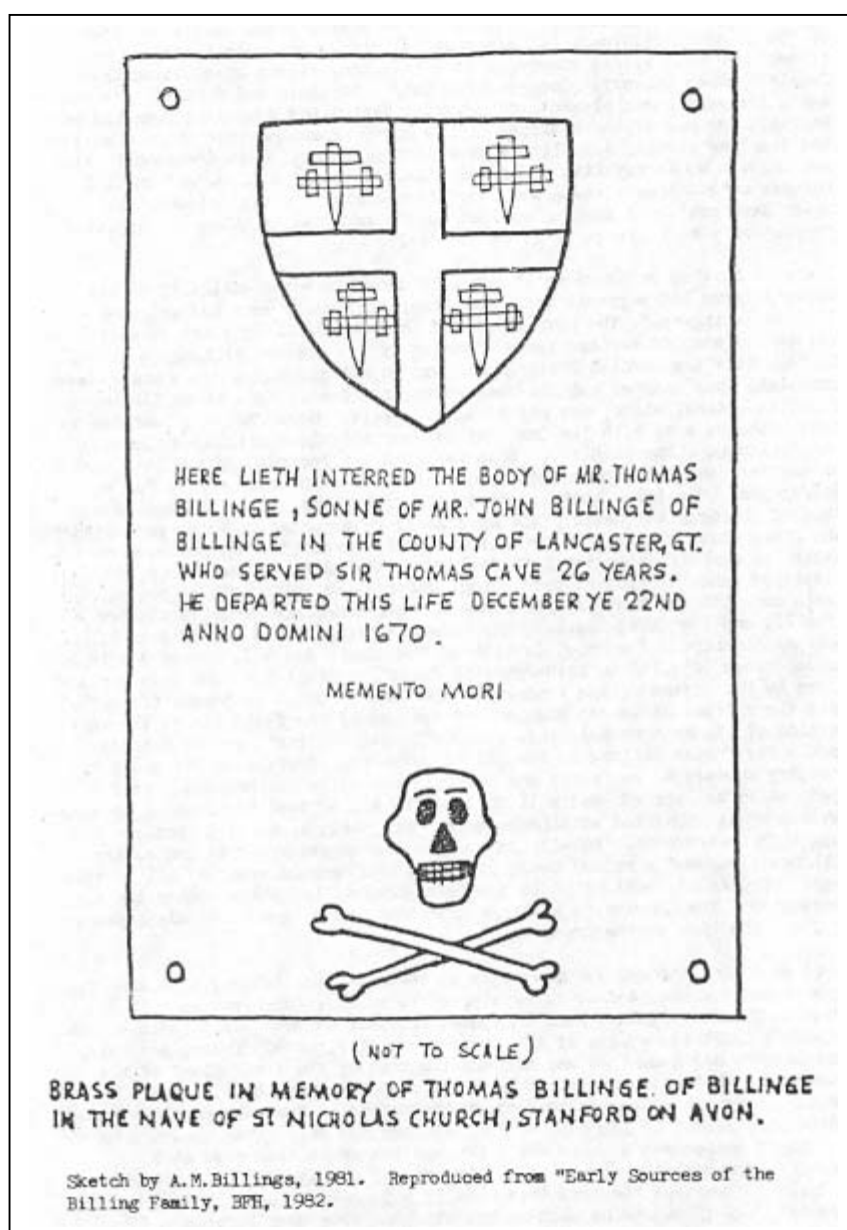 HERE LIETH INTERRED THE BODY OF MR. THOMAS
BILLINGE, SONNE OF MR. JOHN BILLINGE OF
BILLINGE IN THE COUNTY OF LANCASTER, GT.
WHO SERVED SIR THOMAS CAVE 26 YEARS.
HE DEPARTED THIS LIFE DECEMBER YE 22ND
ANNO DOMINI 1670.
MEMENTO MORI
(NOT TO SCALE)
BRASS PLAQUE IN MEMORY OF THOMAS BILLINGE. OF BILLINGE
IN THE NAVE OF ST NICHOLAS CHURCH, STANFORD ON AVON.
Sketch by A.M.Billings, 1981. Reproduced from "Early Sources of the
Billing Family, BFH, 1982.